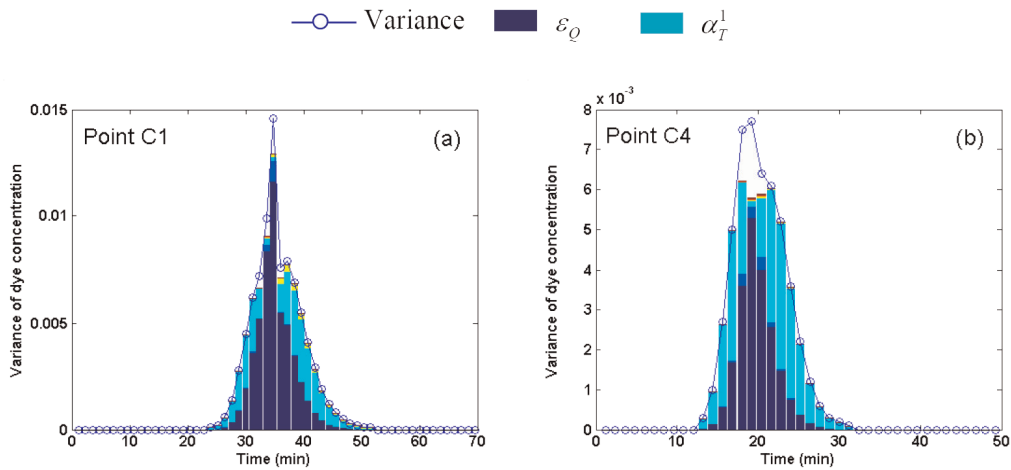 Variance ε_Q α_T^1
Point C1
(a)
Variance of dye concentration
0.015
0.01
0.005
0
0 10 20 30 40 50 60 70
Time (min)
x 10^-3
Point C4
(b)
Variance of dye concentration
8
7
6
5
4
3
2
1
0
0 10 20 30 40 50
Time (min)